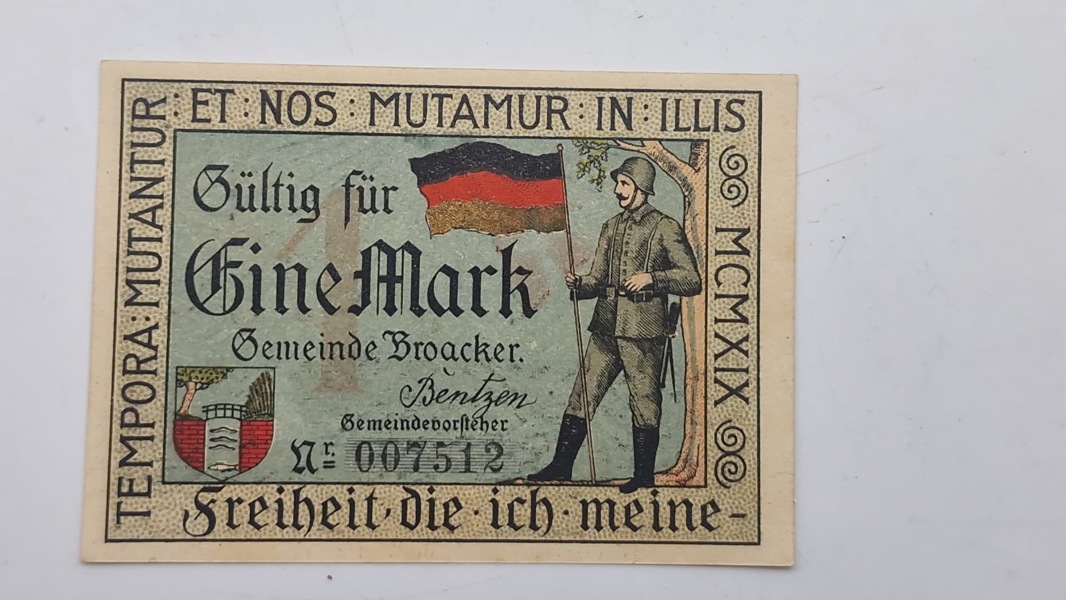 TEMPORA:MUTANTUR:ET:NOS:MUTAMUR:IN:ILLIS
MCMXIX
Gültig für
Eine Mark
Gemeinde Broacker.
Bentzen
Gemeindevorsteher
Nr. 007512
1
Freiheit·die·ich·meine-